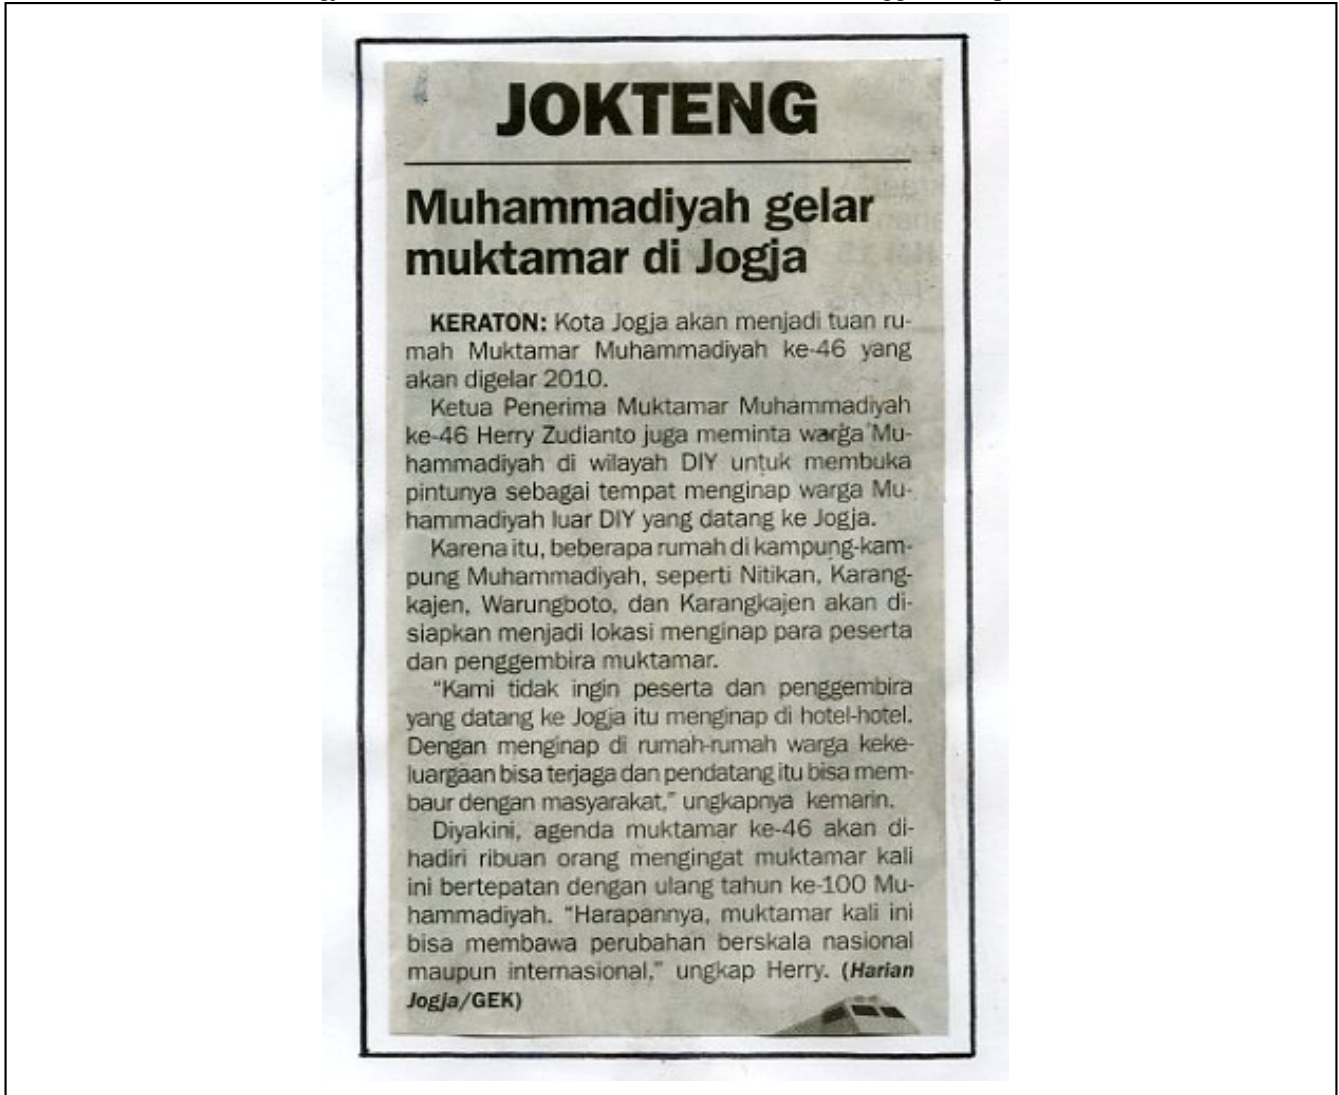 JOKTENG
Muhammadiyah gelar
muktamar di Jogja
KERATON: Kota Jogja akan menjadi tuan ru-
mah Muktamar Muhammadiyah ke-46 yang
akan digelar 2010.
Ketua Penerima Muktamar Muhammadiyah
ke-46 Herry Zudianto juga meminta warga Mu-
hammadiyah di wilayah DIY untuk membuka
pintunya sebagai tempat menginap warga Mu-
hammadiyah luar DIY yang datang ke Jogja.
Karena itu, beberapa rumah di kampung-kam-
pung Muhammadiyah, seperti Nitikan, Karang-
kajen, Warungboto, dan Karangkajen akan di-
siapkan menjadi lokasi menginap para peserta
dan penggembira muktamar.
"Kami tidak ingin peserta dan penggembira
yang datang ke Jogja itu menginap di hotel-hotel.
Dengan menginap di rumah-rumah warga keke-
luargaan bisa terjaga dan pendatang itu bisa mem-
baur dengan masyarakat," ungkapnya kemarin.
Diyakini, agenda muktamar ke-46 akan di-
hadiri ribuan orang mengingat muktamar kali
ini bertepatan dengan ulang tahun ke-100 Mu-
hammadiyah. "Harapannya, muktamar kali ini
bisa membawa perubahan berskala nasional
maupun internasional," ungkap Herry. (Harian
Jogja/GEK)